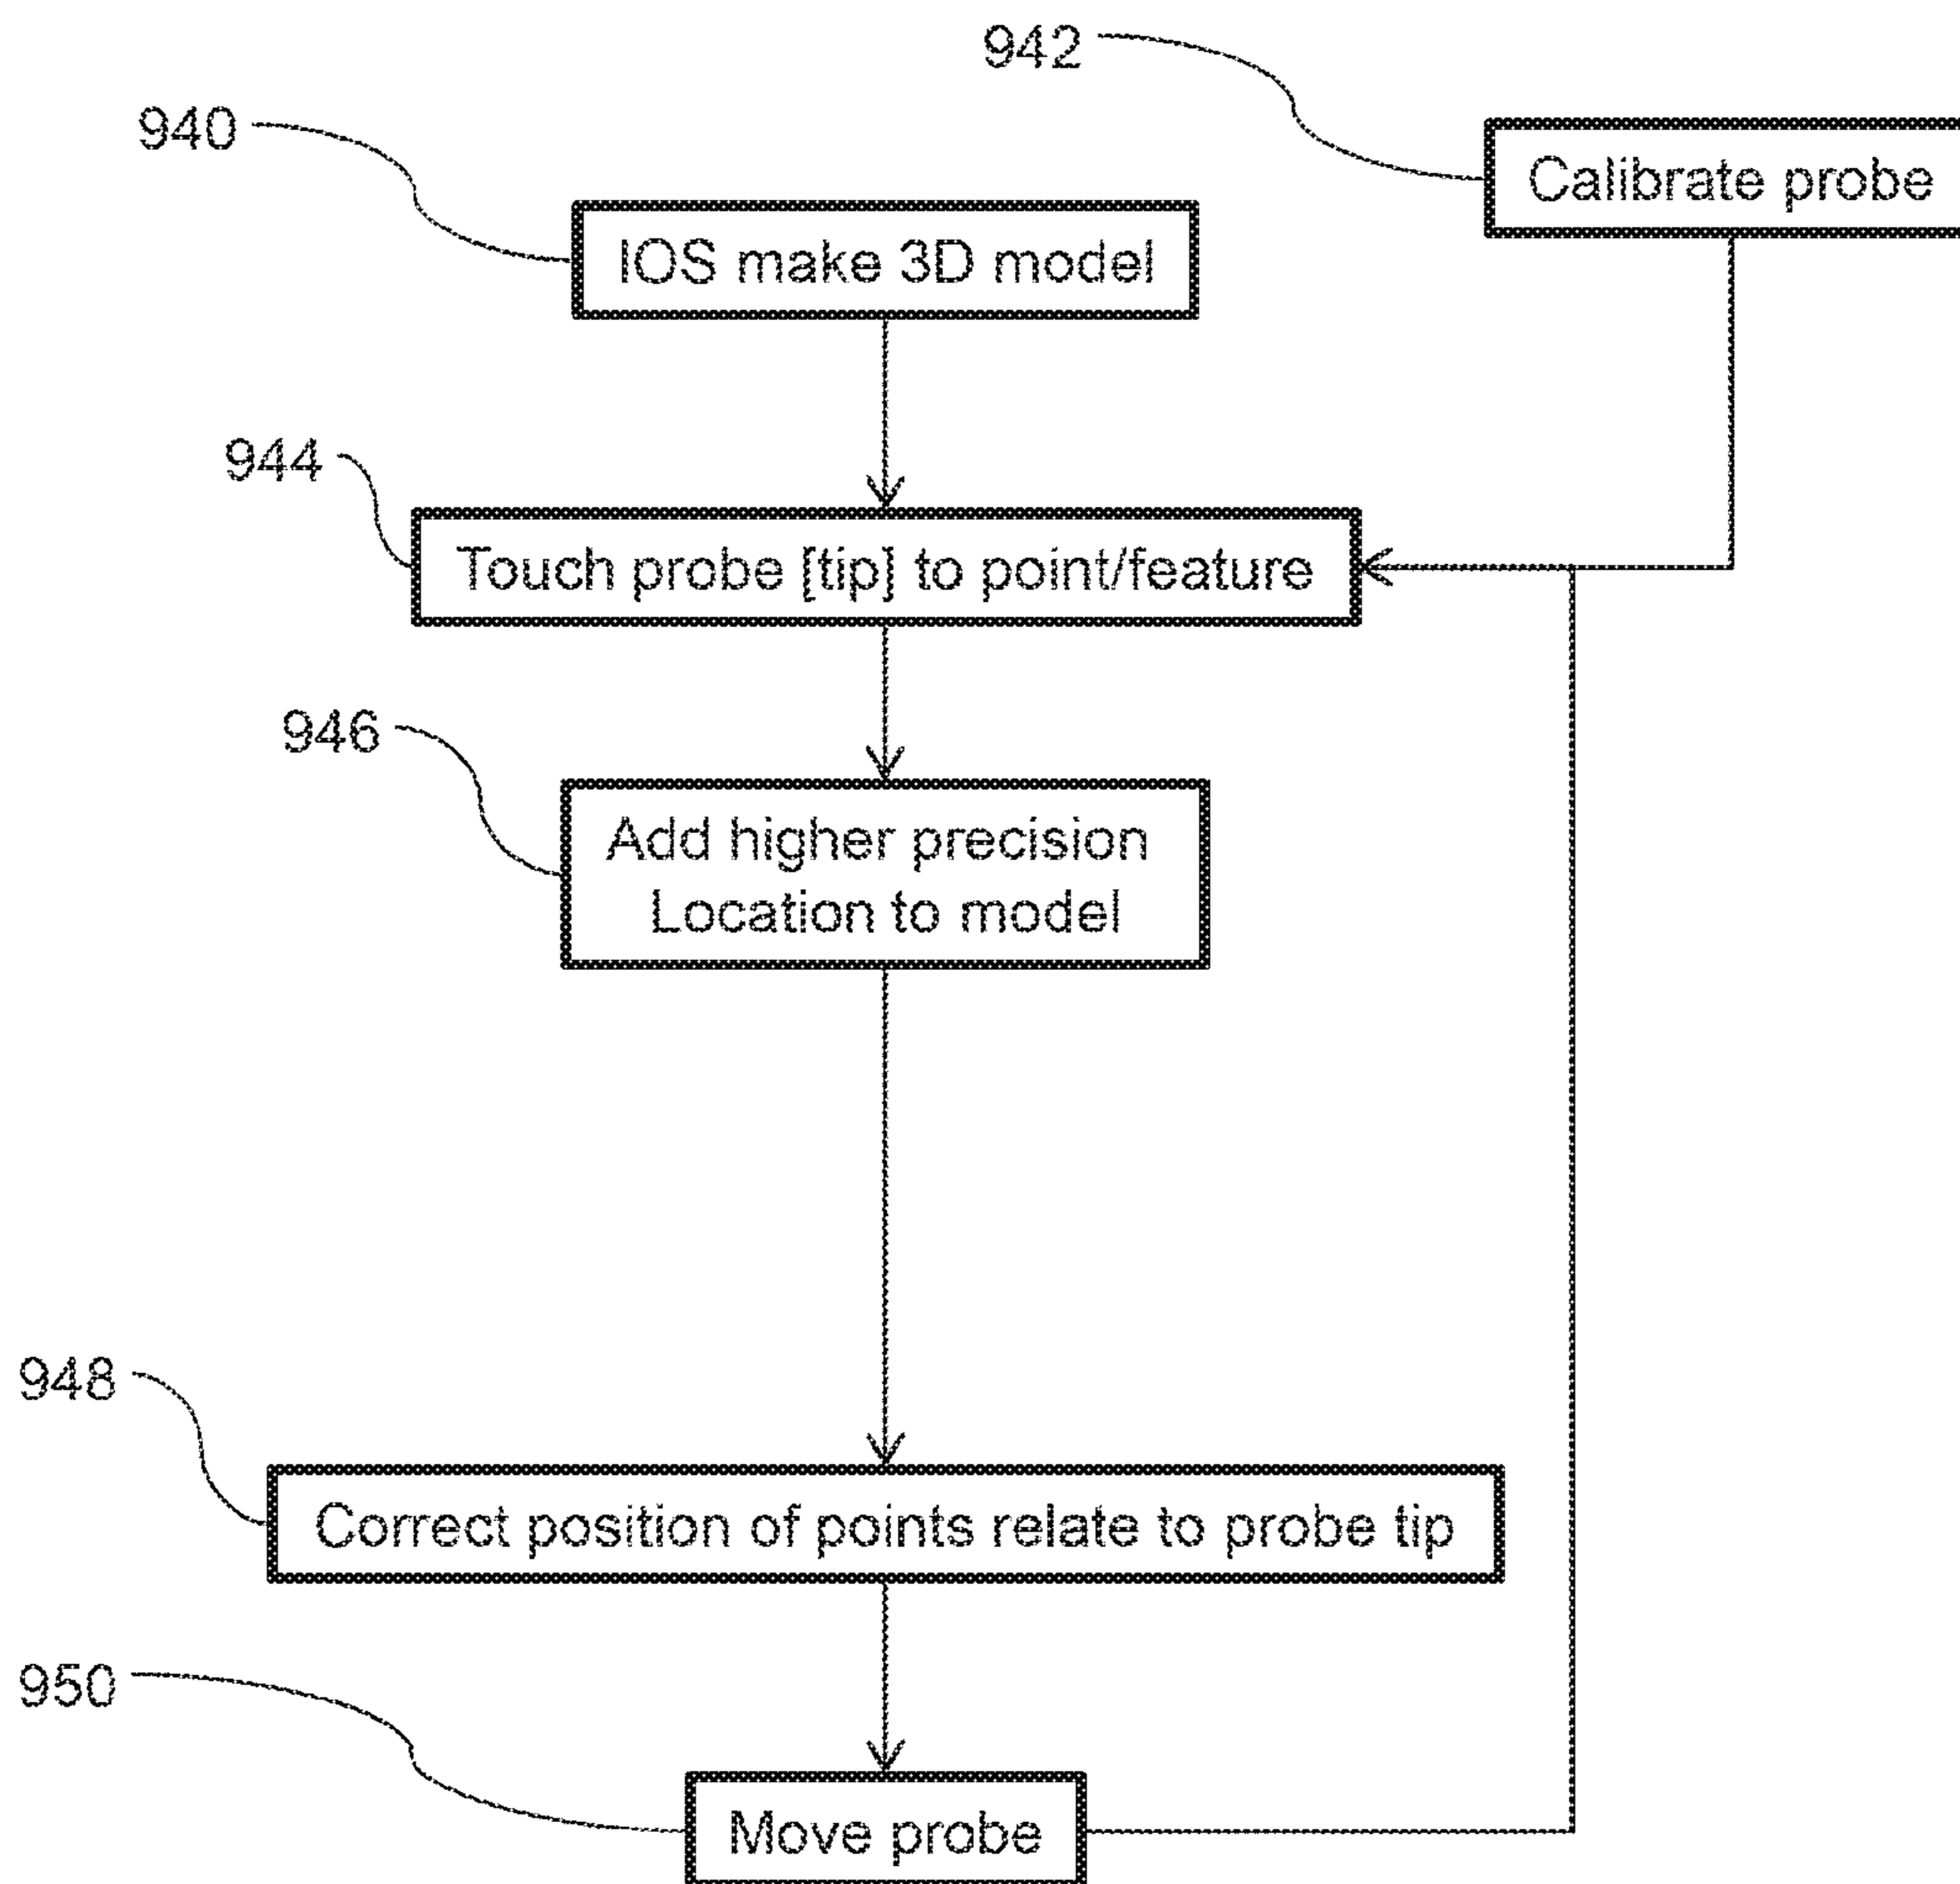 942
Calibrate probe
940
IOS make 3D model
944
Touch probe [tip] to point/feature
946
Add higher precision
Location to model
948
Correct position of points relate to probe tip
950
Move probe